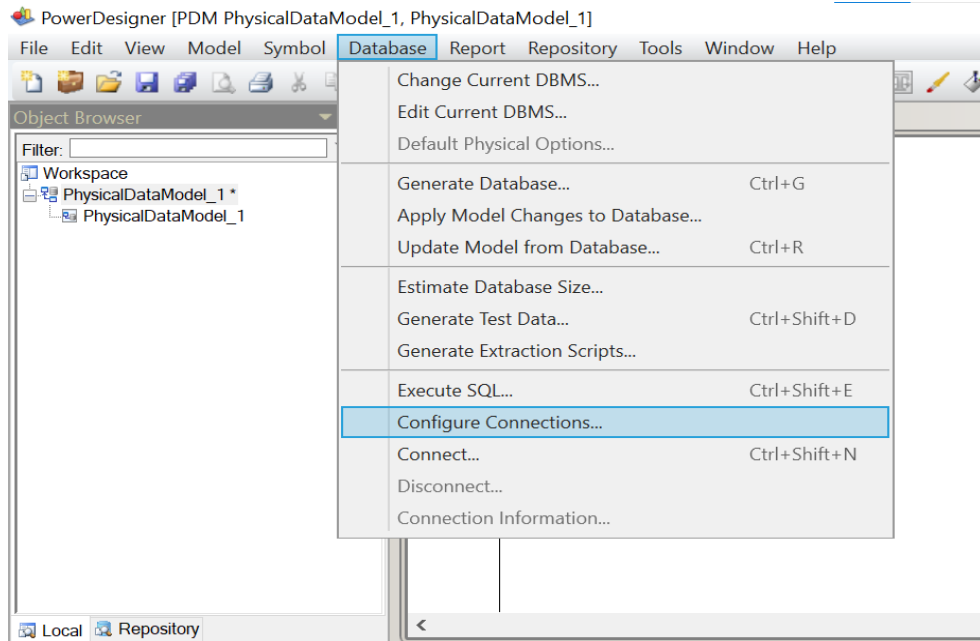 PowerDesigner [PDM PhysicalDataModel_1, PhysicalDataModel_1]
File Edit View Model Symbol Database Report Repository Tools Window Help
Object Browser
Filter:
Workspace
PhysicalDataModel_1 *
PhysicalDataModel_1
Change Current DBMS...
Edit Current DBMS...
Default Physical Options...
Generate Database... Ctrl+G
Apply Model Changes to Database...
Update Model from Database... Ctrl+R
Estimate Database Size...
Generate Test Data... Ctrl+Shift+D
Generate Extraction Scripts...
Execute SQL... Ctrl+Shift+E
Configure Connections...
Connect... Ctrl+Shift+N
Disconnect...
Connection Information...
Local Repository